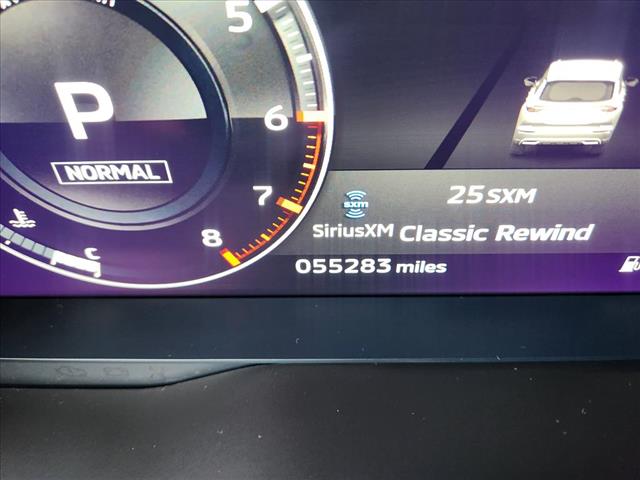 5
P
6
NORMAL
7
8
C
sxm
25 SXM
SiriusXM Classic Rewind
055283 miles